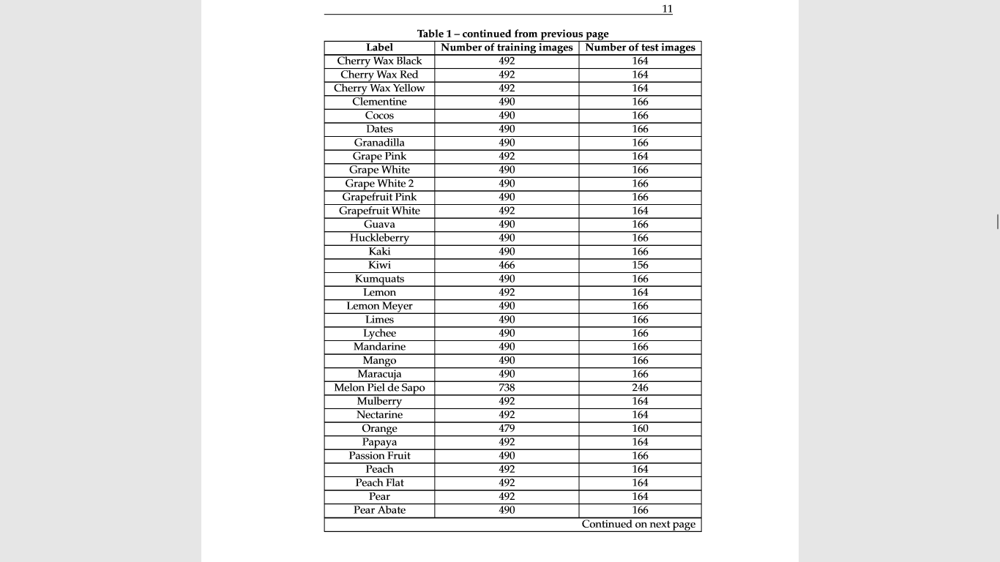 11
Table 1 – continued from previous page
Label Number of training images Number of test images
Cherry Wax Black 492 164
Cherry Wax Red 492 164
Cherry Wax Yellow 492 164
Clementine 490 166
Cocos 490 166
Dates 490 166
Granadilla 490 166
Grape Pink 492 164
Grape White 490 166
Grape White 2 490 166
Grapefruit Pink 490 166
Grapefruit White 492 164
Guava 490 166
Huckleberry 490 166
Kaki 490 166
Kiwi 466 156
Kumquats 490 166
Lemon 492 164
Lemon Meyer 490 166
Limes 490 166
Lychee 490 166
Mandarine 490 166
Mango 490 166
Maracuja 490 166
Melon Piel de Sapo 738 246
Mulberry 492 164
Nectarine 492 164
Orange 479 160
Papaya 492 164
Passion Fruit 490 166
Peach 492 164
Peach Flat 492 164
Pear 492 164
Pear Abate 490 166
Continued on next page